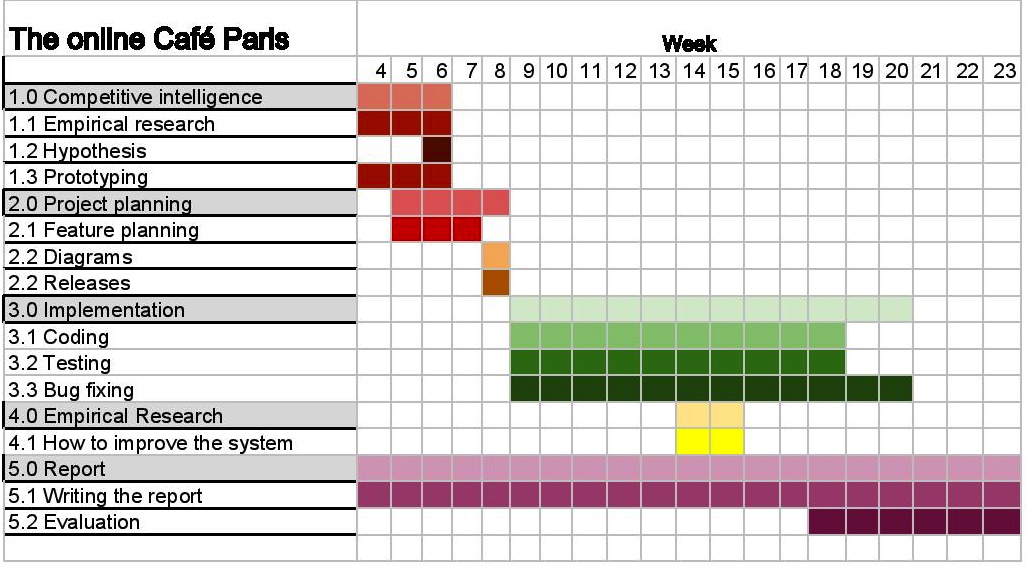 The online Café Paris
Week
4 5 6 7 8 9 10 11 12 13 14 15 16 17 18 19 20 21 22 23
1.0 Competitive intelligence
1.1 Empirical research
1.2 Hypothesis
1.3 Prototyping
2.0 Project planning
2.1 Feature planning
2.2 Diagrams
2.2 Releases
3.0 Implementation
3.1 Coding
3.2 Testing
3.3 Bug fixing
4.0 Empirical Research
4.1 How to improve the system
5.0 Report
5.1 Writing the report
5.2 Evaluation